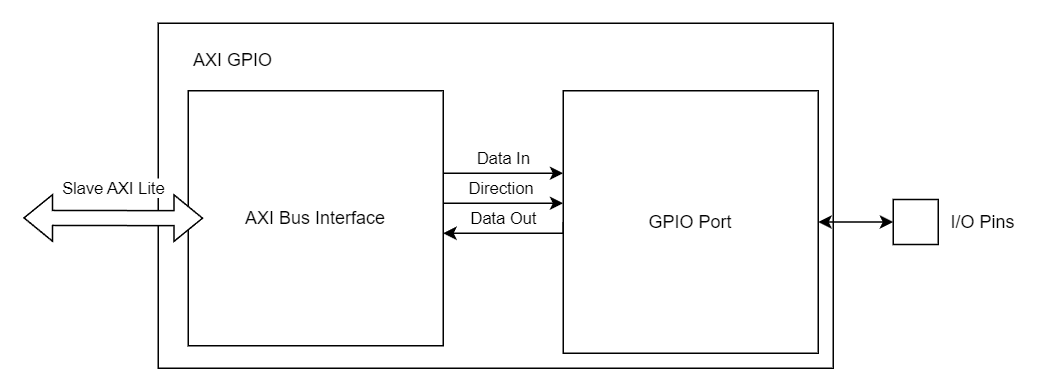 AXI GPIO
Slave AXI Lite
AXI Bus Interface
Data In
Direction
Data Out
GPIO Port
I/O Pins